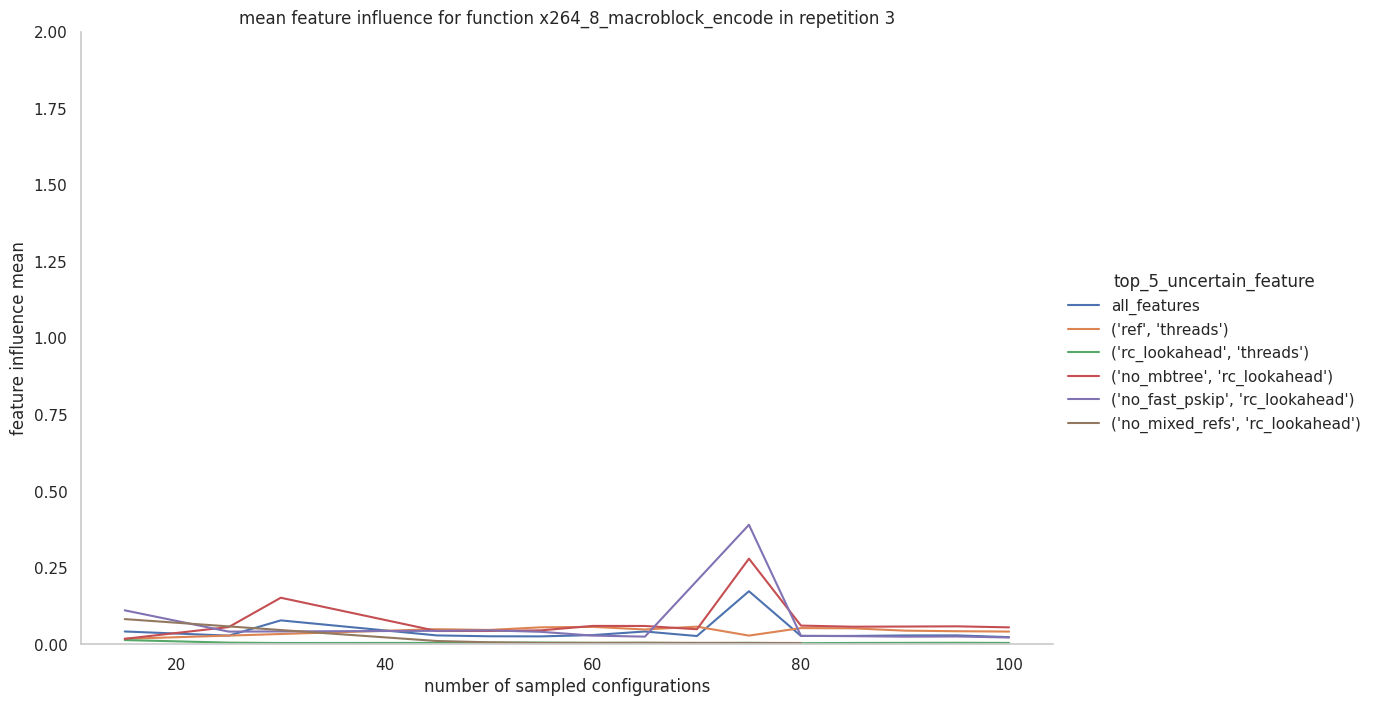 mean feature influence for function x264_8_macroblock_encode in repetition 3
2.00
1.75
1.50
1.25
1.00
0.75
0.50
0.25
0.00
feature influence mean
20
40
60
80
100
number of sampled configurations
top_5_uncertain_feature
all_features
('ref', 'threads')
('rc_lookahead', 'threads')
('no_mbtree', 'rc_lookahead')
('no_fast_pskip', 'rc_lookahead')
('no_mixed_refs', 'rc_lookahead')